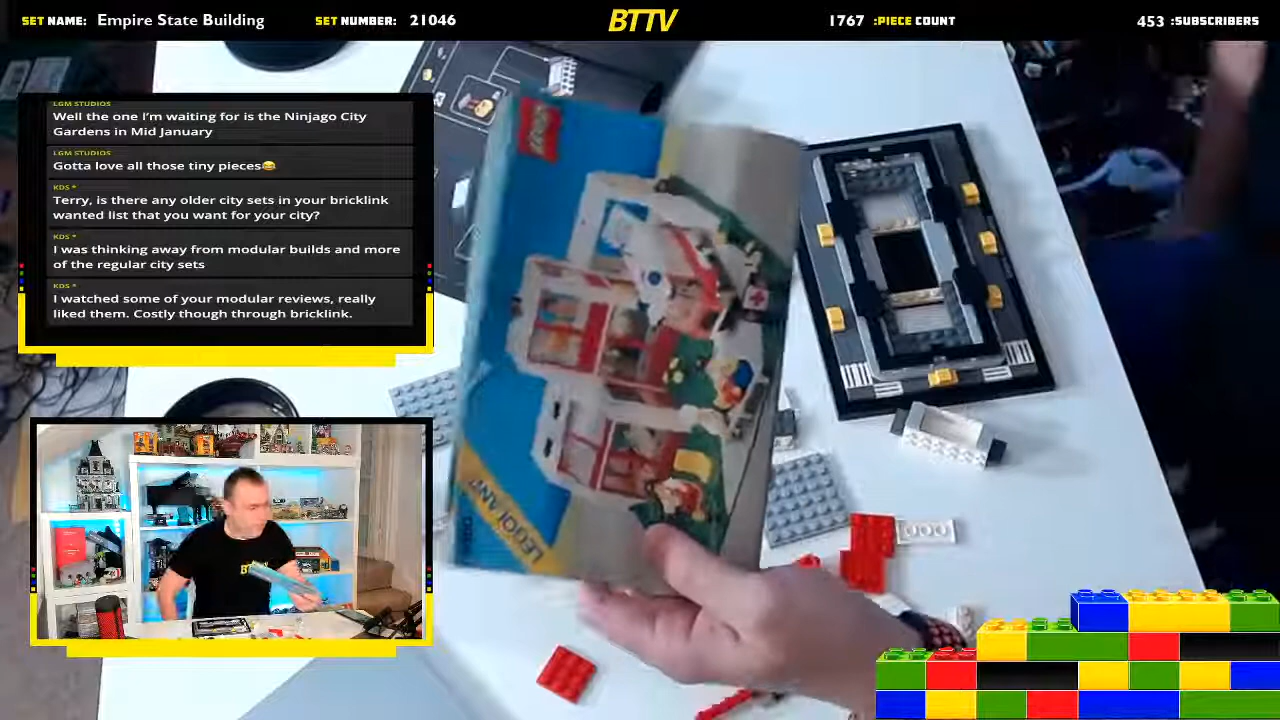 SET NAME: Empire State Building
SET NUMBER: 21046
BTTV
1767 :PIECE COUNT
453 :SUBSCRIBERS
LGM STUDIOS
Well the one I'm waiting for is the Ninjago City
Gardens in Mid January
LGM STUDIOS
Gotta love all those tiny pieces😂
KDS *
Terry, is there any older city sets in your bricklink
wanted list that you want for your city?
KDS *
I was thinking away from modular builds and more
of the regular city sets
KDS *
I watched some of your modular reviews, really
liked them. Costly though through bricklink.
LEGO
LEGOLAND